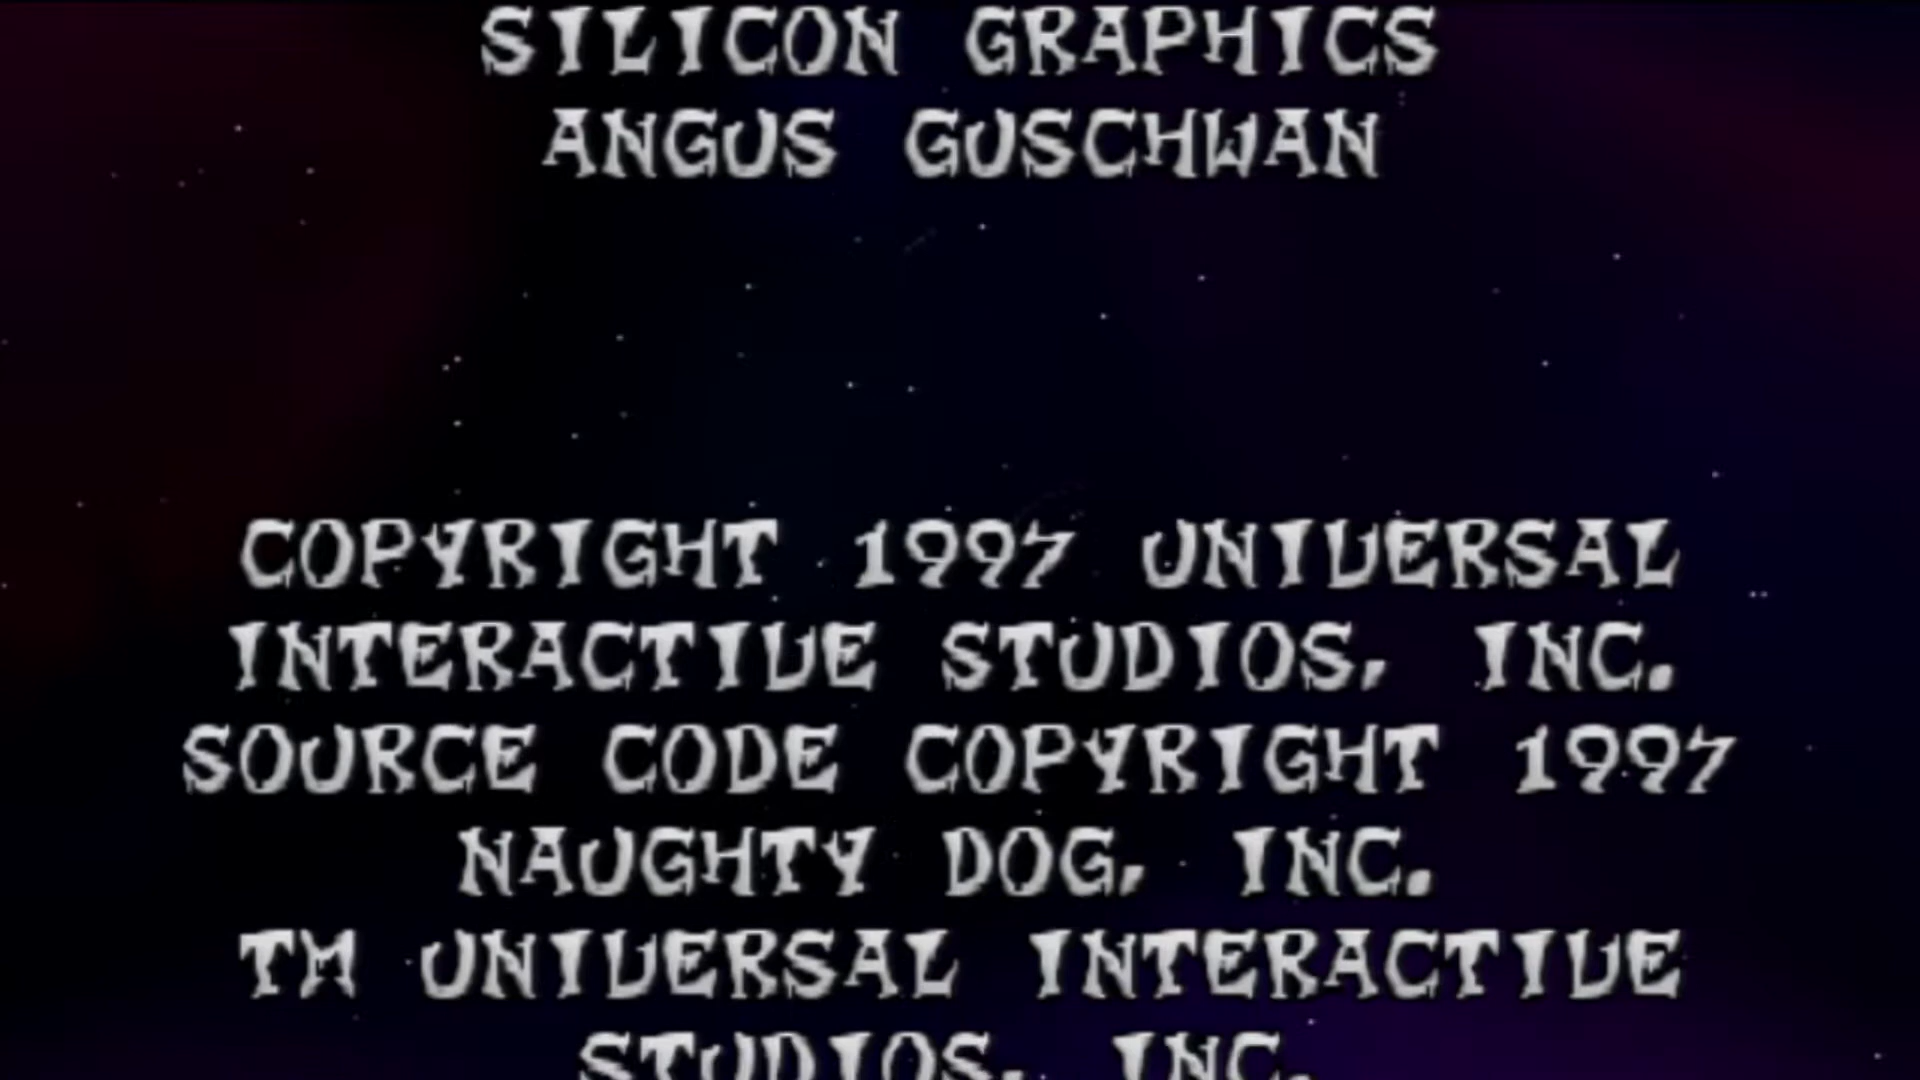 SILICON GRAPHICS
ANGUS GUSCHWAN
COPYRIGHT 1997 UNIVERSAL
INTERACTIVE STUDIOS, INC.
SOURCE CODE COPYRIGHT 1997
NAUGHTY DOG, INC.
TM UNIVERSAL INTERACTIVE
STUDIOS, INC.